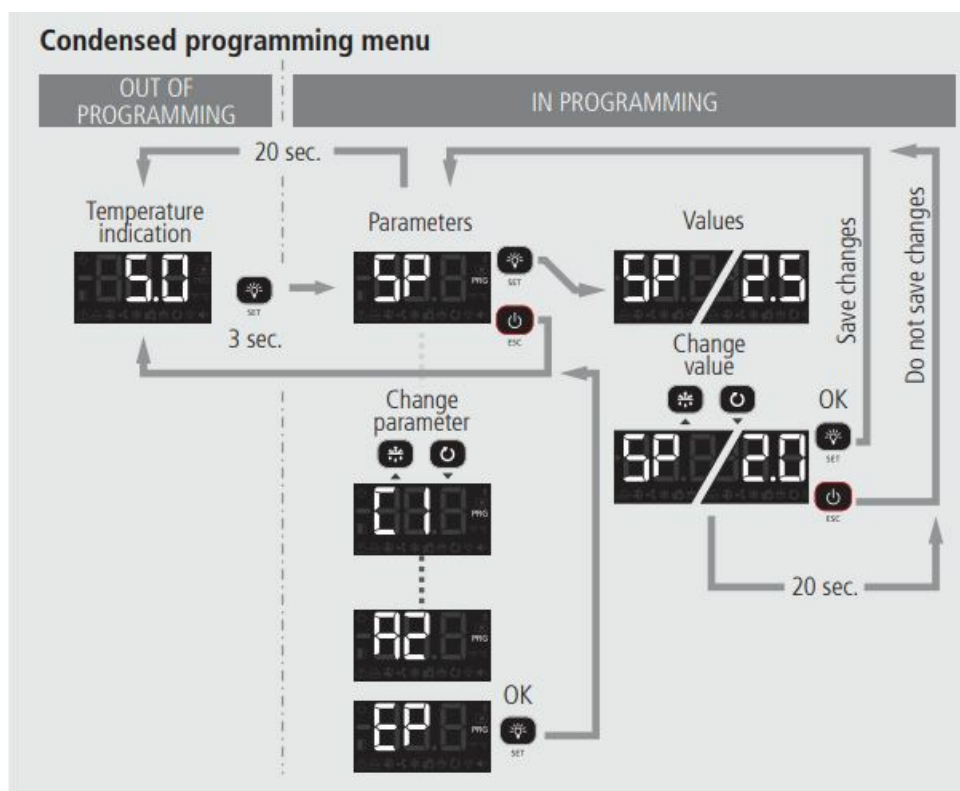 Condensed programming menu
OUT OF
PROGRAMMING
IN PROGRAMMING
20 sec.
Temperature
indication
5.0
SET
3 sec.
Parameters
SP
PRG
SET
ESC
Values
SP / 2.5
Change
value
SP / 2.0
OK
SET
ESC
20 sec.
Save changes
Do not save changes
Change
parameter
C1
PRG
A2
PRG
EP
PRG
OK
SET